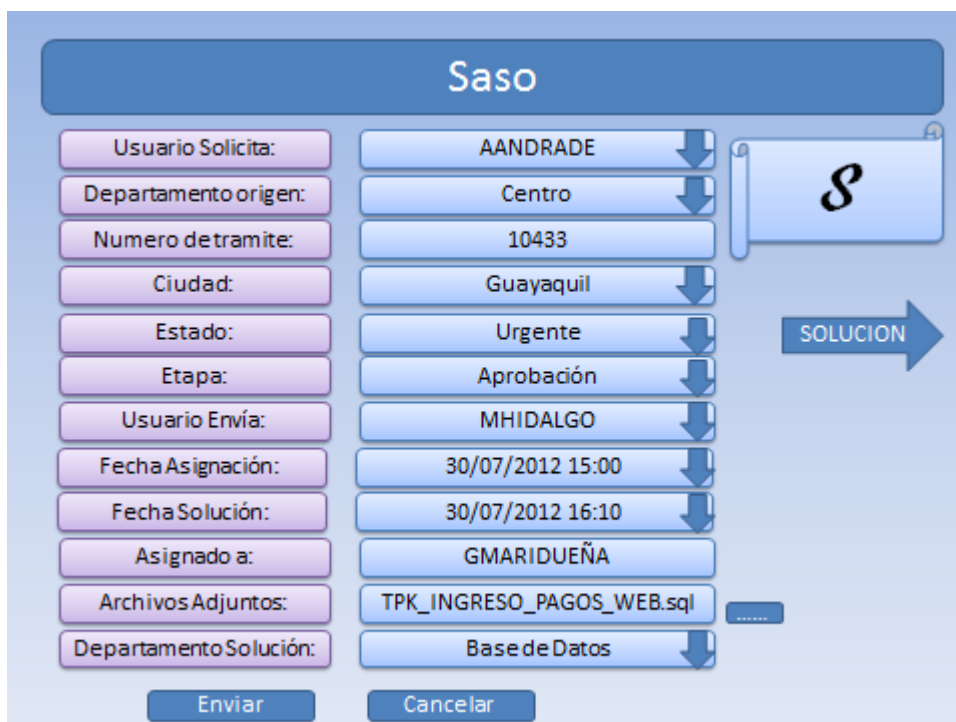 Saso
Usuario Solicita: AANDRADE
S
Departamento origen: Centro
Numero de tramite: 10433
Ciudad: Guayaquil
Estado: Urgente
SOLUCION
Etapa: Aprobación
Usuario Envía: MHIDALGO
Fecha Asignación: 30/07/2012 15:00
Fecha Solución: 30/07/2012 16:10
Asignado a: GMARIDUEÑA
Archivos Adjuntos: TPK_INGRESO_PAGOS_WEB.sql ......
Departamento Solución: Base de Datos
Enviar Cancelar